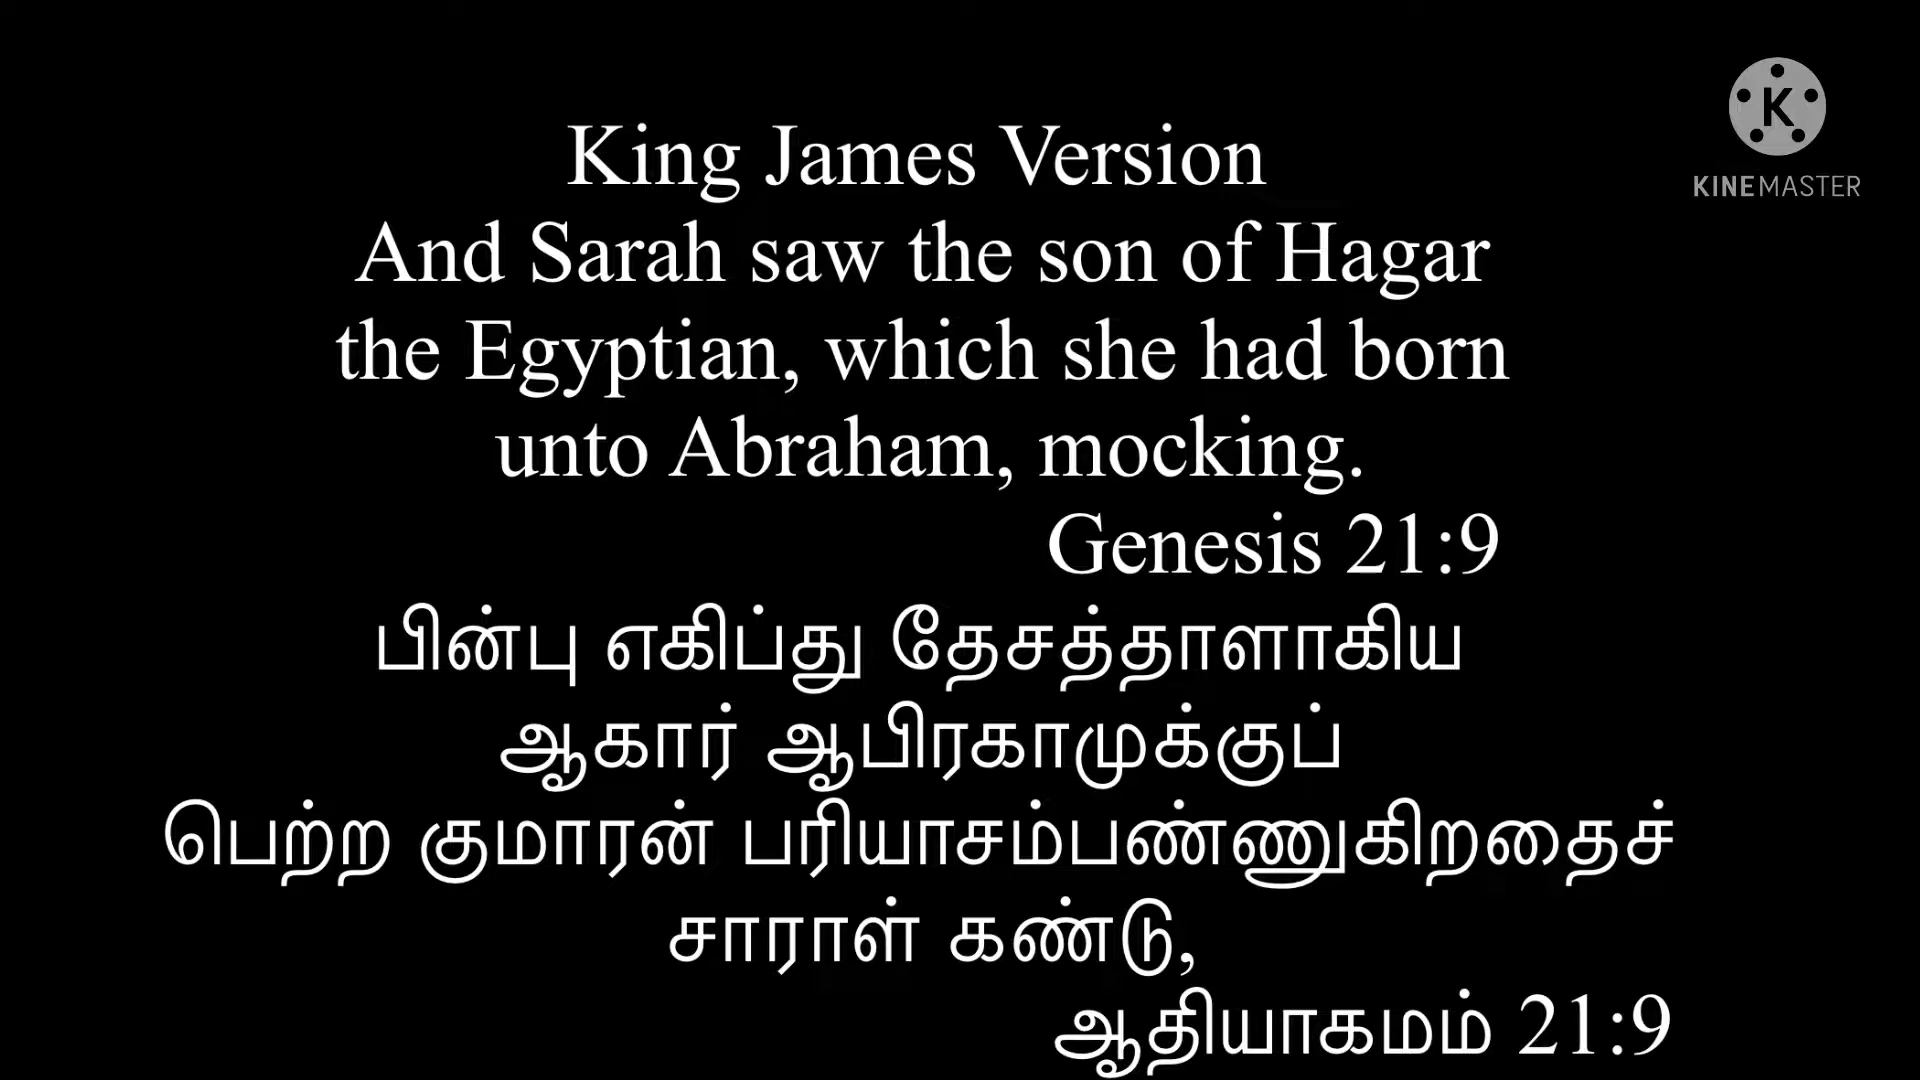 King James Version
And Sarah saw the son of Hagar
the Egyptian, which she had born
unto Abraham, mocking.
Genesis 21:9
பின்பு எகிப்து தேசத்தாளாகிய
ஆகார் ஆபிரகாமுக்குப்
பெற்ற குமாரன் பரியாசம்பண்ணுகிறதைச்
சாராள் கண்டு,
ஆதியாகமம் 21:9
K
KINEMASTER